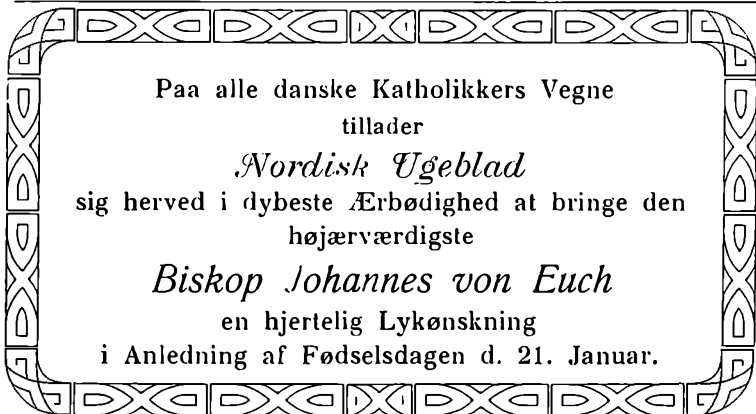 Paa alle danske Katholikkers Vegne
tillader
Nordisk Ugeblad
sig herved i dybeste Ærbødighed at bringe den
højærværdigste
Biskop Johannes von Euch
en hjertelig Lykønskning
i Anledning af Fødselsdagen d. 21. Januar.